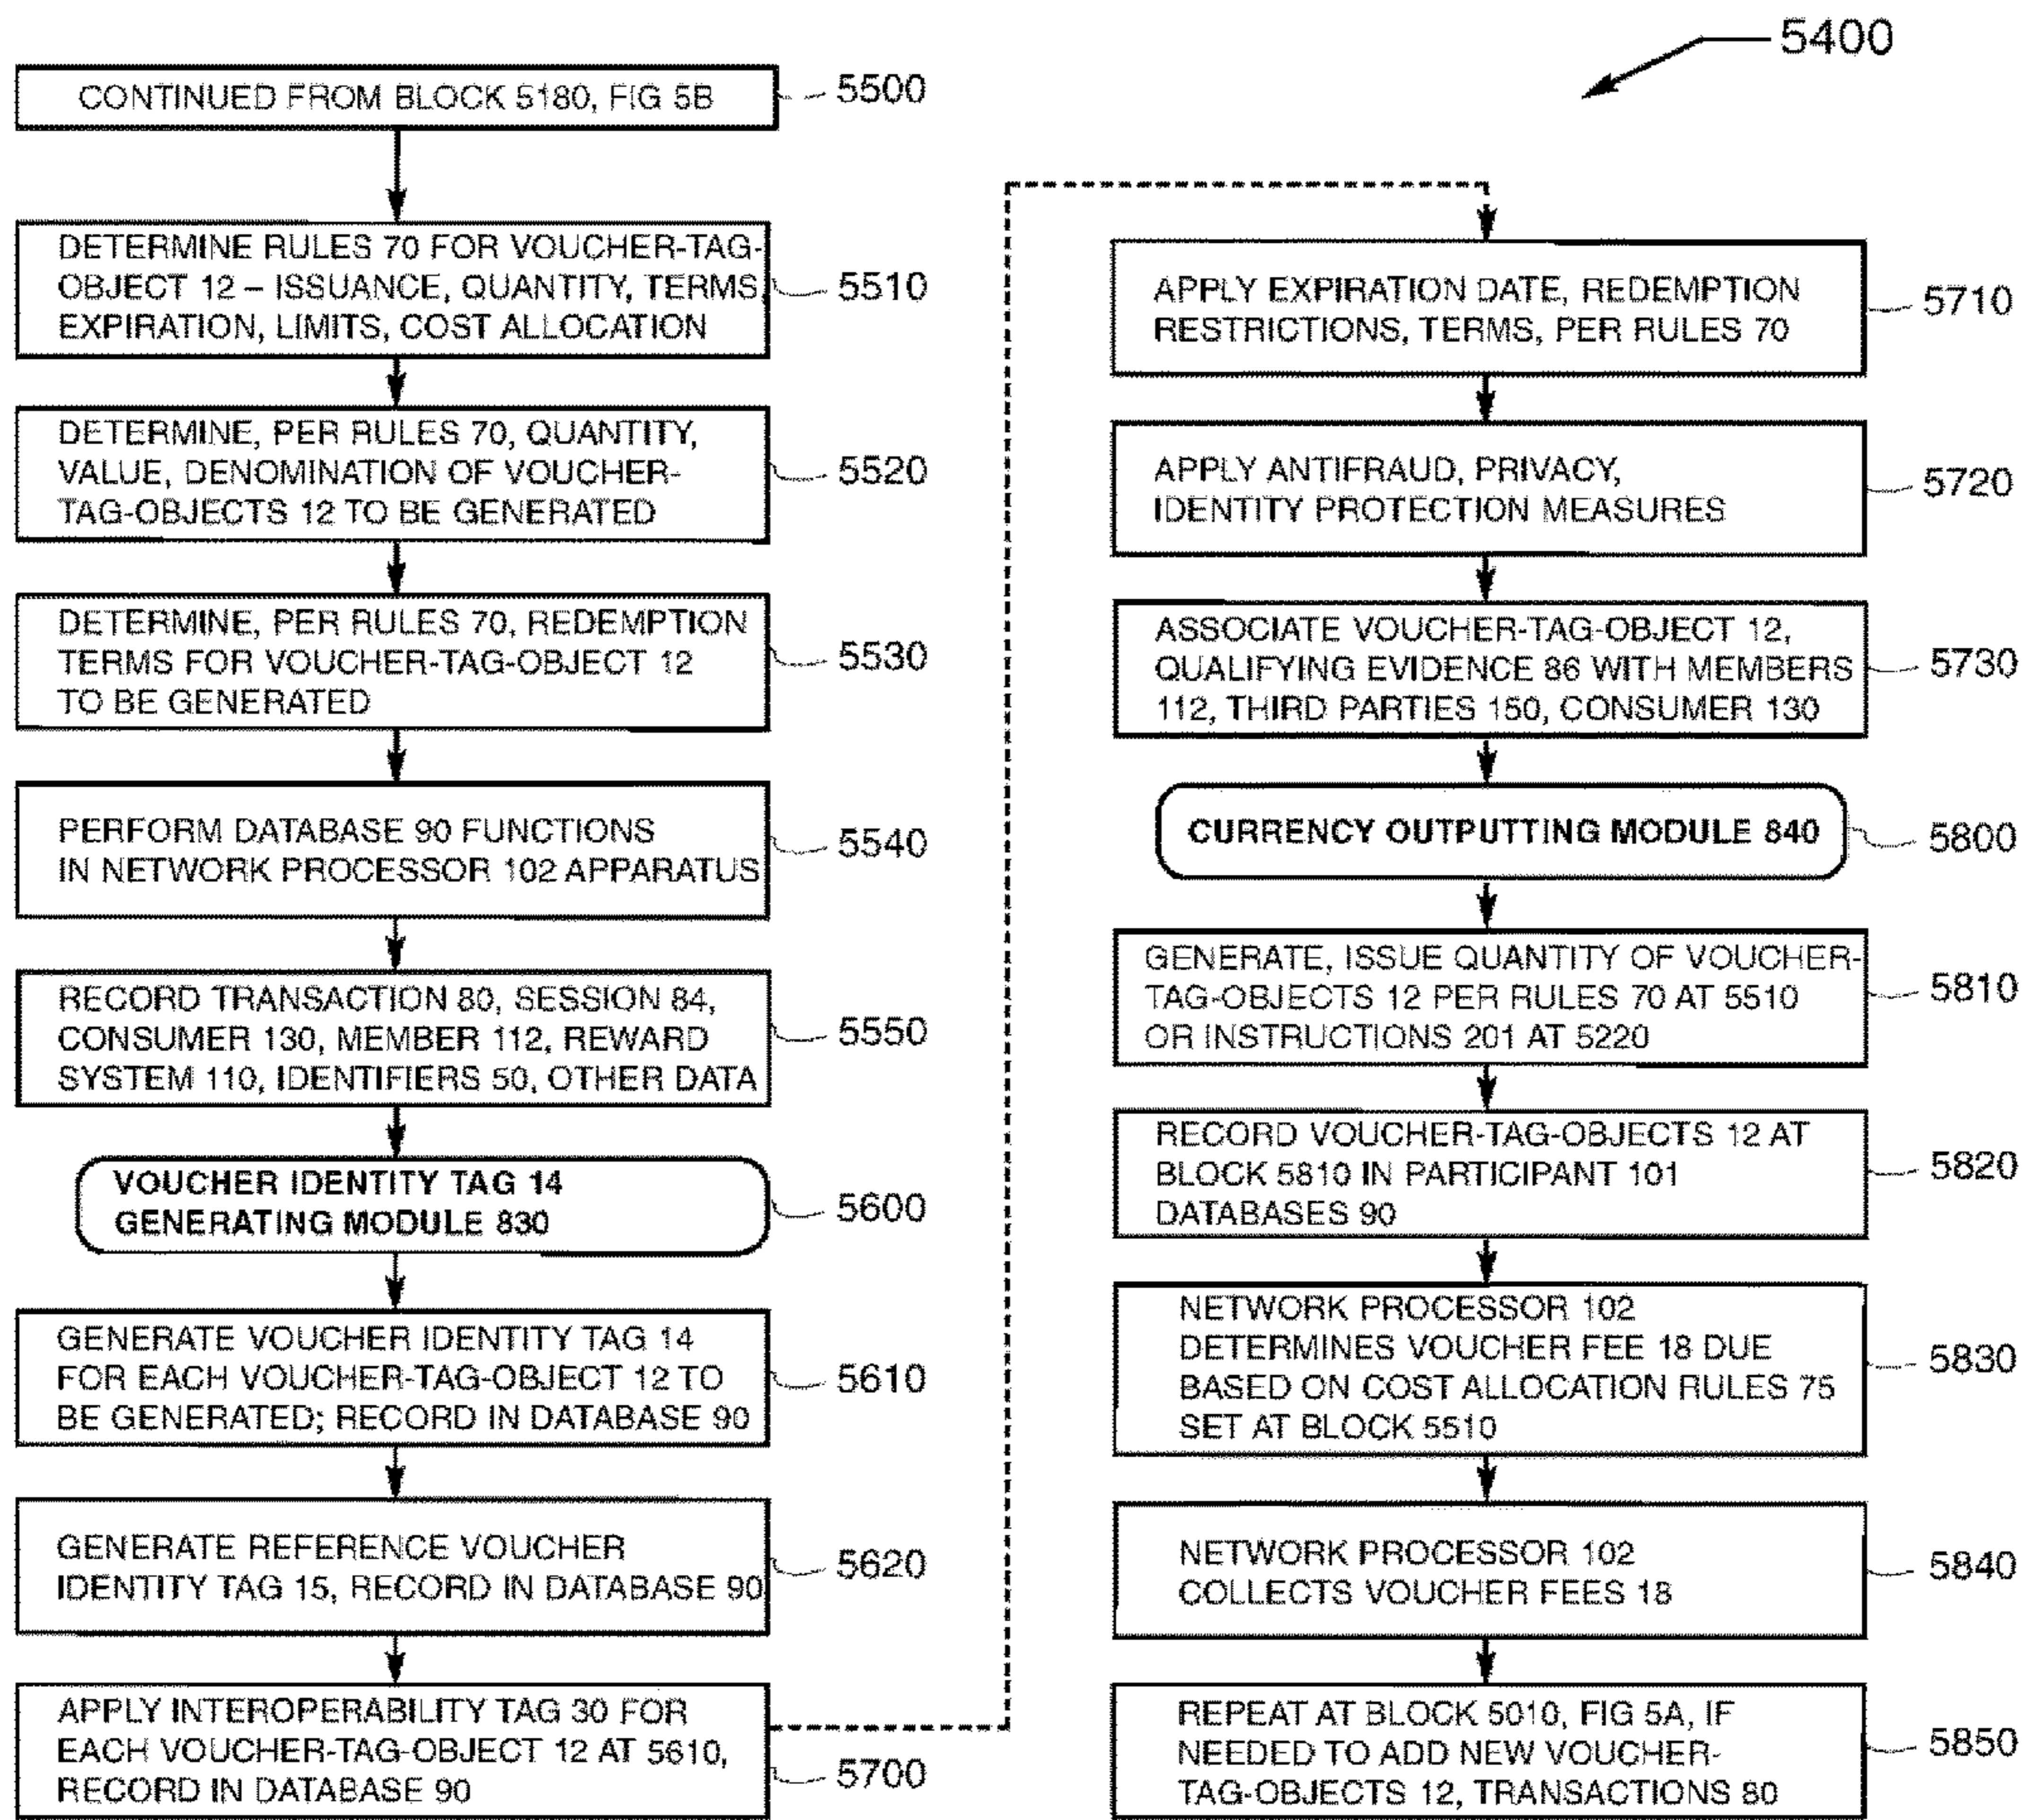 5400
CONTINUED FROM BLOCK 5180, FIG 5B
5500
DETERMINE RULES 70 FOR VOUCHER-TAG-
OBJECT 12 – ISSUANCE, QUANTITY, TERMS,
EXPIRATION, LIMITS, COST ALLOCATION
5510
DETERMINE, PER RULES 70, QUANTITY,
VALUE, DENOMINATION OF VOUCHER-
TAG-OBJECTS 12 TO BE GENERATED
5520
DETERMINE, PER RULES 70, REDEMPTION
TERMS FOR VOUCHER-TAG-OBJECT 12
TO BE GENERATED
5530
PERFORM DATABASE 90 FUNCTIONS
IN NETWORK PROCESSOR 102 APPARATUS
5540
RECORD TRANSACTION 80, SESSION 84,
CONSUMER 130, MEMBER 112, REWARD
SYSTEM 110, IDENTIFIERS 50, OTHER DATA
5550
VOUCHER IDENTITY TAG 14
GENERATING MODULE 830
5600
GENERATE VOUCHER IDENTITY TAG 14
FOR EACH VOUCHER-TAG-OBJECT 12 TO
BE GENERATED; RECORD IN DATABASE 90
5610
GENERATE REFERENCE VOUCHER
IDENTITY TAG 15, RECORD IN DATABASE 90
5620
APPLY INTEROPERABILITY TAG 30 FOR
EACH VOUCHER-TAG-OBJECT 12 AT 5610,
RECORD IN DATABASE 90
5700
APPLY EXPIRATION DATE, REDEMPTION
RESTRICTIONS, TERMS, PER RULES 70
5710
APPLY ANTIFRAUD, PRIVACY,
IDENTITY PROTECTION MEASURES
5720
ASSOCIATE VOUCHER-TAG-OBJECT 12,
QUALIFYING EVIDENCE 86 WITH MEMBERS
112, THIRD PARTIES 150, CONSUMER 130
5730
CURRENCY OUTPUTTING MODULE 840
5800
GENERATE, ISSUE QUANTITY OF VOUCHER-
TAG-OBJECTS 12 PER RULES 70 AT 5510
OR INSTRUCTIONS 201 AT 5220
5810
RECORD VOUCHER-TAG-OBJECTS 12 AT
BLOCK 5810 IN PARTICIPANT 101
DATABASES 90
5820
NETWORK PROCESSOR 102
DETERMINES VOUCHER FEE 18 DUE
BASED ON COST ALLOCATION RULES 75
SET AT BLOCK 5510
5830
NETWORK PROCESSOR 102
COLLECTS VOUCHER FEES 18
5840
REPEAT AT BLOCK 5010, FIG 5A, IF
NEEDED TO ADD NEW VOUCHER-
TAG-OBJECTS 12, TRANSACTIONS 80
5850